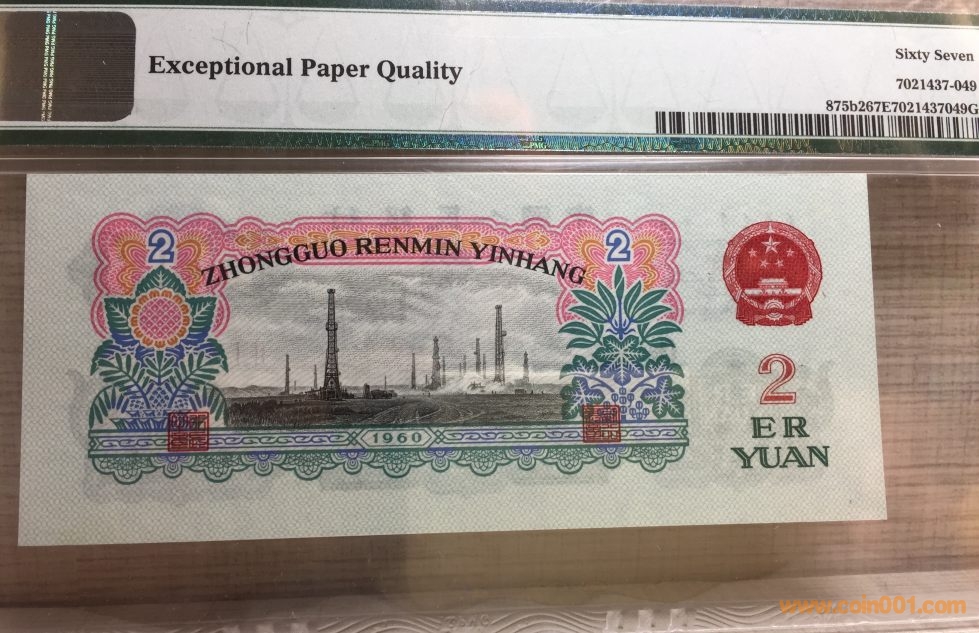 Exceptional Paper Quality
Sixty Seven
7021437-049
875b267E7021437049G
PMG
2 2
ZHONGGUO RENMIN YINHANG
1960
2
ER
YUAN
www.coin001.com